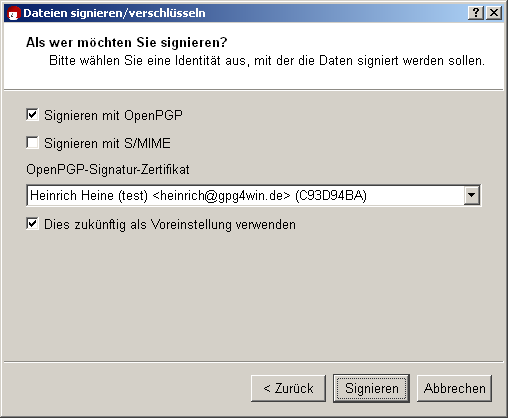 Dateien signieren/verschlüsseln
Als wer möchten Sie signieren?
Bitte wählen Sie eine Identität aus, mit der die Daten signiert werden sollen.
Signieren mit OpenPGP
Signieren mit S/MIME
OpenPGP-Signatur-Zertifikat
Heinrich Heine (test) <heinrich@gpg4win.de> (C93D94BA)
Dies zukünftig als Voreinstellung verwenden
< Zurück Signieren Abbrechen